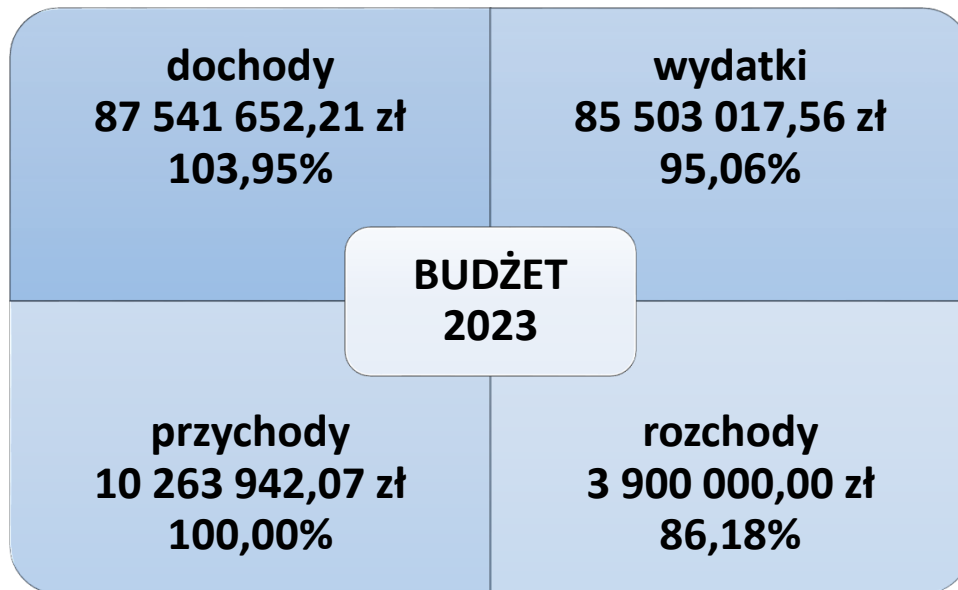 dochody
87 541 652,21 zł
103,95%
wydatki
85 503 017,56 zł
95,06%
BUDŻET
2023
przychody
10 263 942,07 zł
100,00%
rozchody
3 900 000,00 zł
86,18%